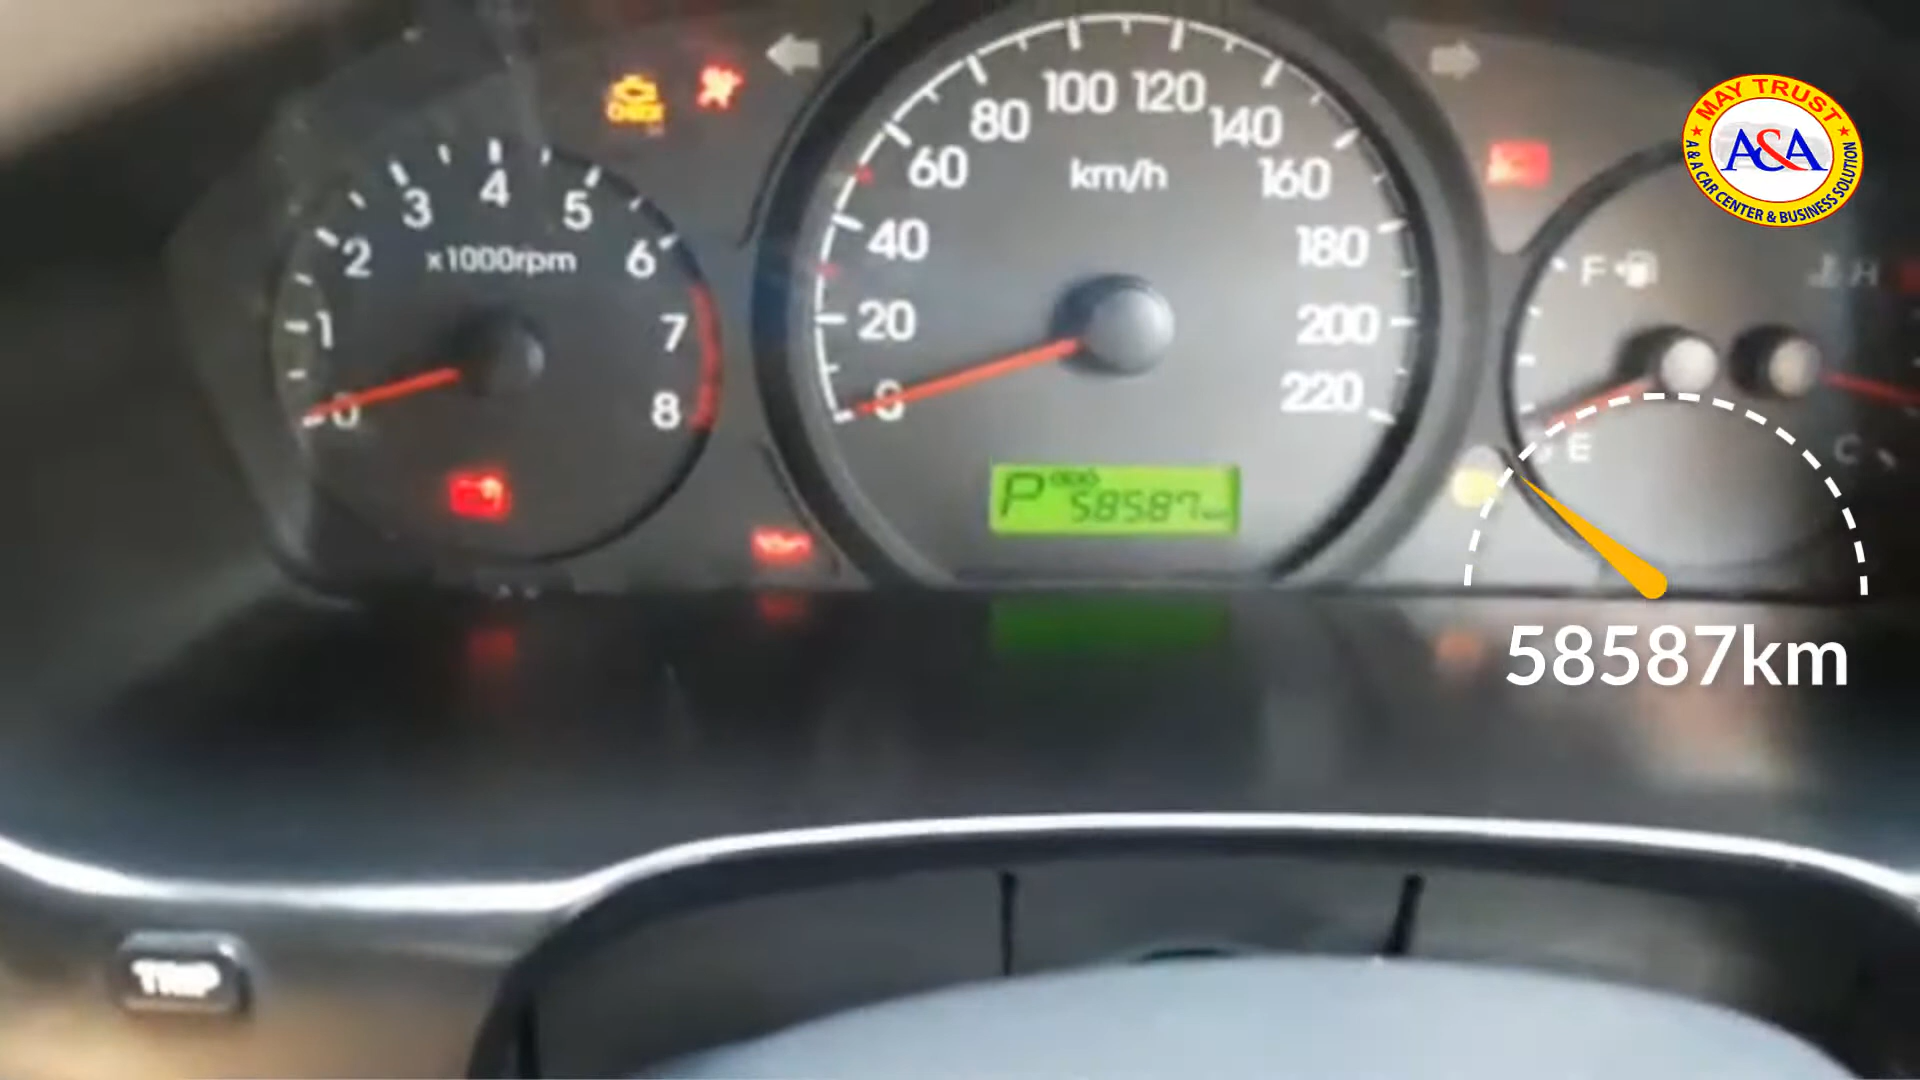 MAY TRUST
A&A
A & A CAR CENTER & BUSINESS SOLUTION
80
100
120
140
60
km/h
160
40
180
20
200
0
220
4
3
5
2
x1000rpm
6
1
7
0
8
F
H
E
C
P
ODO
58587
58587km
TRIP